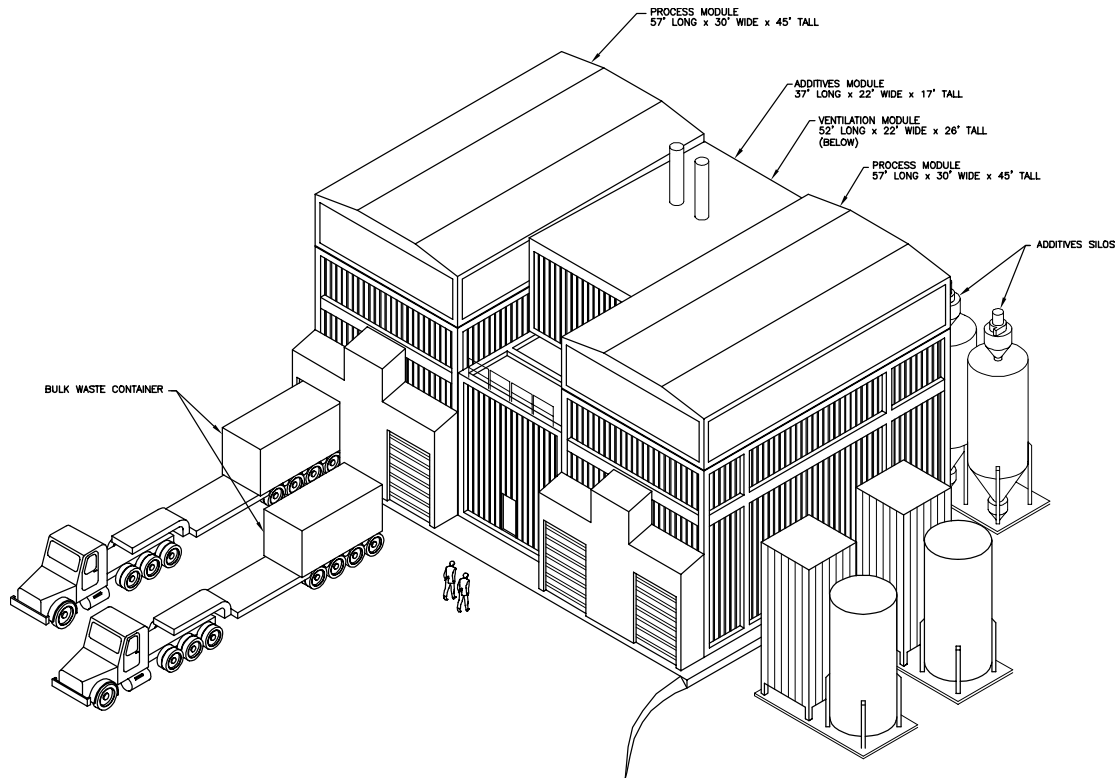 PROCESS MODULE
57' LONG x 30' WIDE x 45' TALL
ADDITIVES MODULE
37' LONG x 22' WIDE x 17' TALL
VENTILATION MODULE
52' LONG x 22' WIDE x 26' TALL
(BELOW)
PROCESS MODULE
57' LONG x 30' WIDE x 45' TALL
ADDITIVES SILOS
BULK WASTE CONTAINER